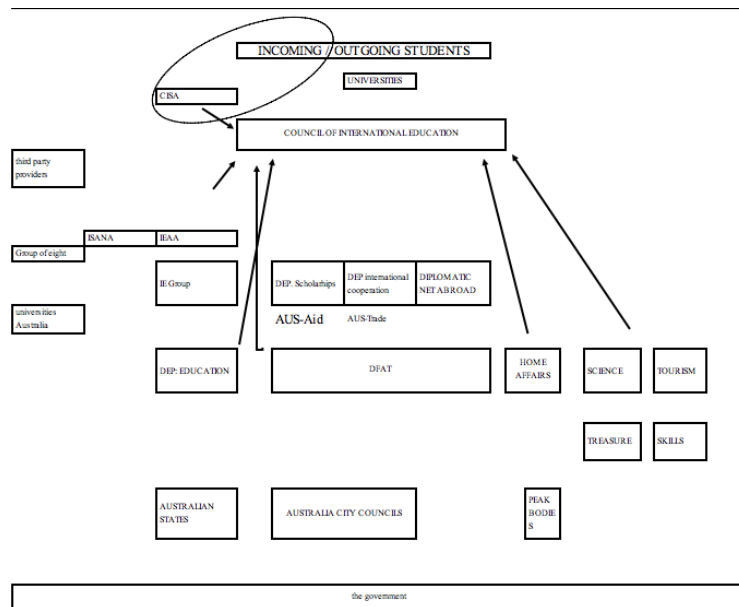 INCOMING / OUTGOING STUDENTS
UNIVERSITIES
CISA
COUNCIL OF INTERNATIONAL EDUCATION
third party
providers
ISANA
IEAA
Group of eight
IE Group
DEP. Scholarhips
DEP international
cooperation
DIPLOMATIC
NET ABROAD
universities
Australia
AUS-Aid
AUS-Trade
DEP: EDUCATION
DFAT
HOME
AFFAIRS
SCIENCE
TOURISM
TREASURE
SKILLS
AUSTRALIAN
STATES
AUSTRALIA CITY COUNCILS
PEAK
BODIE
S
the government